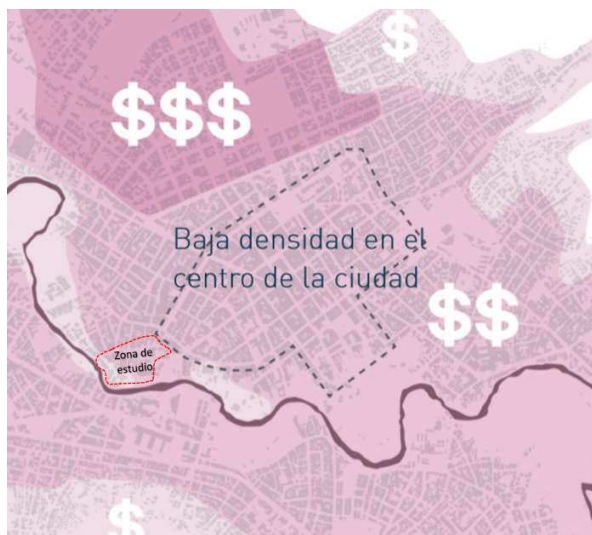 $
$$$
Baja densidad en el
centro de la ciudad
$$
Zona de
estudio
$